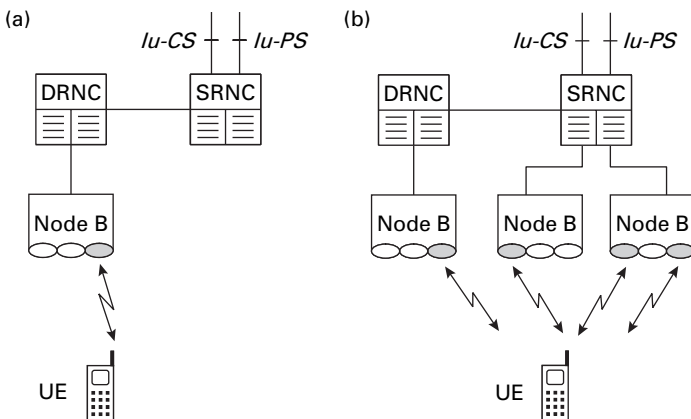 (a)
Iu-CS Iu-PS
DRNC SRNC
Node B
UE
(b)
Iu-CS Iu-PS
DRNC SRNC
Node B Node B Node B
UE